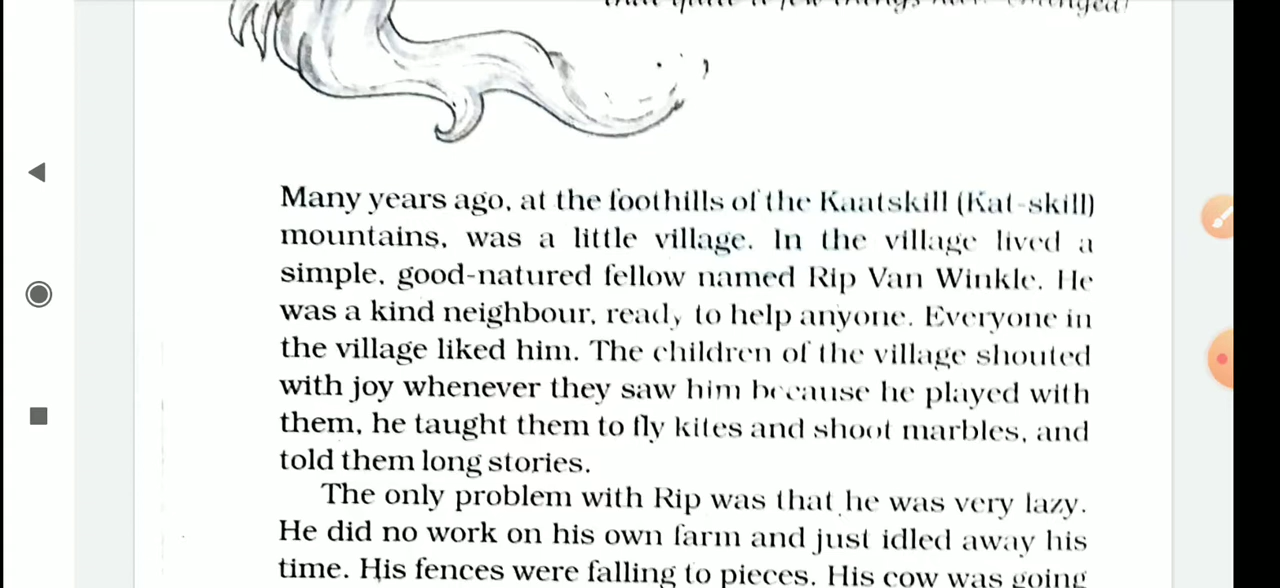 Many years ago, at the foothills of the Kaatskill (Kat-skill)
mountains, was a little village. In the village lived a
simple, good-natured fellow named Rip Van Winkle. He
was a kind neighbour, ready to help anyone. Everyone in
the village liked him. The children of the village shouted
with joy whenever they saw him because he played with
them, he taught them to fly kites and shoot marbles, and
told them long stories.
The only problem with Rip was that he was very lazy.
He did no work on his own farm and just idled away his
time. His fences were falling to pieces. His cow was going